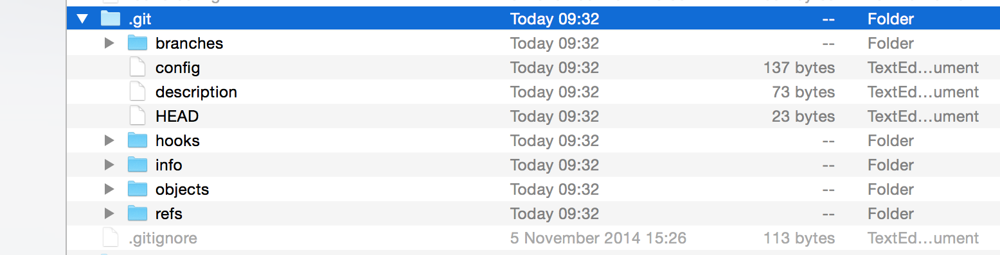 .git Today 09:32 -- Folder
branches Today 09:32 -- Folder
config Today 09:32 137 bytes TextEd...ument
description Today 09:32 73 bytes TextEd...ument
HEAD Today 09:32 23 bytes TextEd...ument
hooks Today 09:32 -- Folder
info Today 09:32 -- Folder
objects Today 09:32 -- Folder
refs Today 09:32 -- Folder
.gitignore 5 November 2014 15:26 113 bytes TextEd...ument